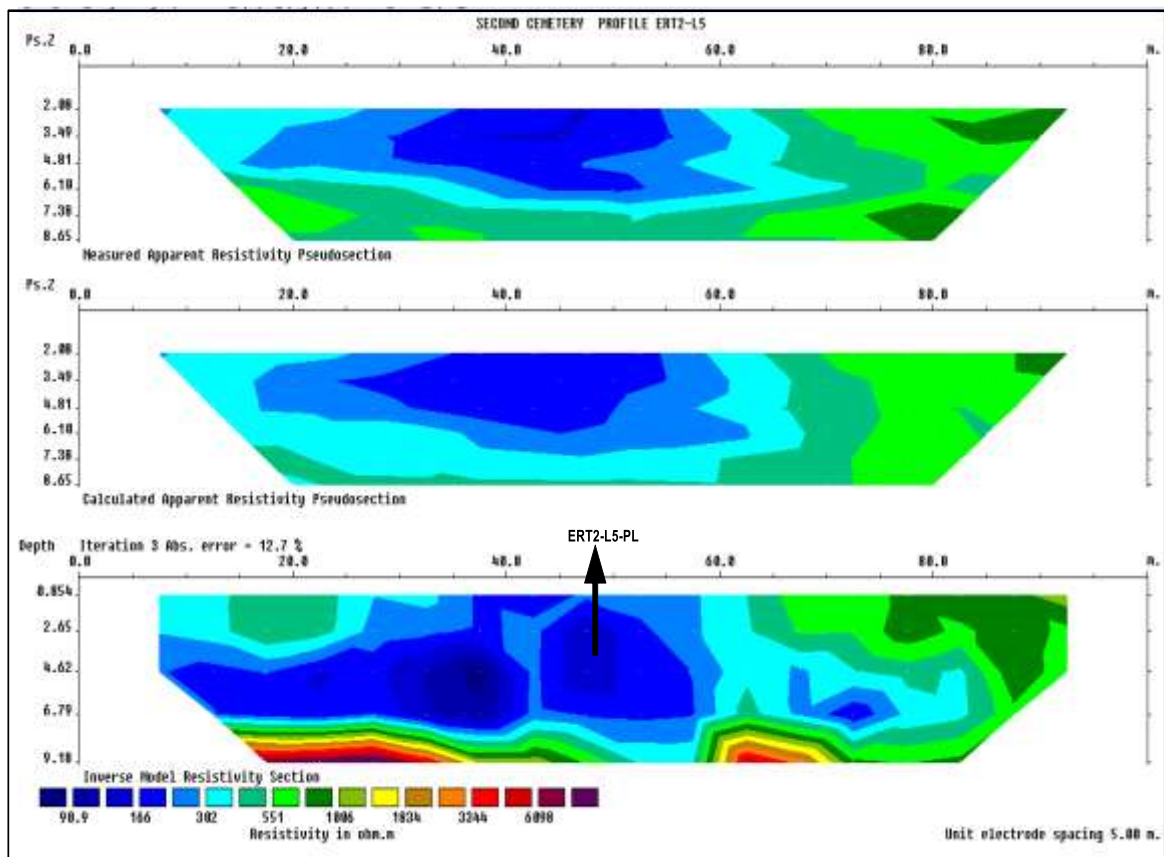 SECOND CEMETERY PROFILE ERT2-L5
Ps.Z 0.0 20.0 40.0 60.0 80.0 m.
2.08
3.49
4.81
6.10
7.38
8.65
Measured Apparent Resistivity Pseudosection
Ps.Z 0.0 20.0 40.0 60.0 80.0 m.
2.08
3.49
4.81
6.10
7.38
8.65
Calculated Apparent Resistivity Pseudosection
ERT2-L5-PL
Depth Iteration 3 Abs. error = 12.7 %
0.0 20.0 40.0 60.0 80.0 m.
0.854
2.65
4.62
6.79
9.18
Inverse Model Resistivity Section
90.9 166 302 551 1006 1834 3344 6098
Resistivity in ohm.m
Unit electrode spacing 5.00 m.